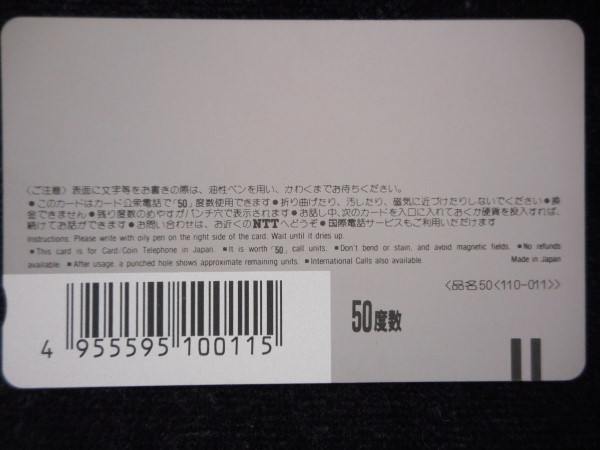 〈ご注意〉表面に文字等をお書きの際は、油性ペンを用い、かわくまでお待ちください。
●このカードはカード公衆電話で「50」度数使用できます●折り曲げたり、汚したり、磁気に近づけたりしないでください●換
金できません●残り度数のめやすがパンチ穴で表示されます●お話し中、次のカードを入口に入れておくか硬貨を投入すれば、
続けてお話ができます●お問い合わせは、お近くのNTTへどうぞ●国際電話サービスもご利用いただけます
Instructions: Please write with oily pen on the right side of the card. Wait until it dries up.
■This card is for Card/Coin Telephone in Japan. ■It is worth「50」call units. ■Don't bend or stain, and avoid magnetic fields. ■No refunds
available. ■After usage, a punched hole shows approximate remaining units. ■International Calls also available. Made in Japan
〈品名50〈110-011〉〉
50度数
4 955595 100115